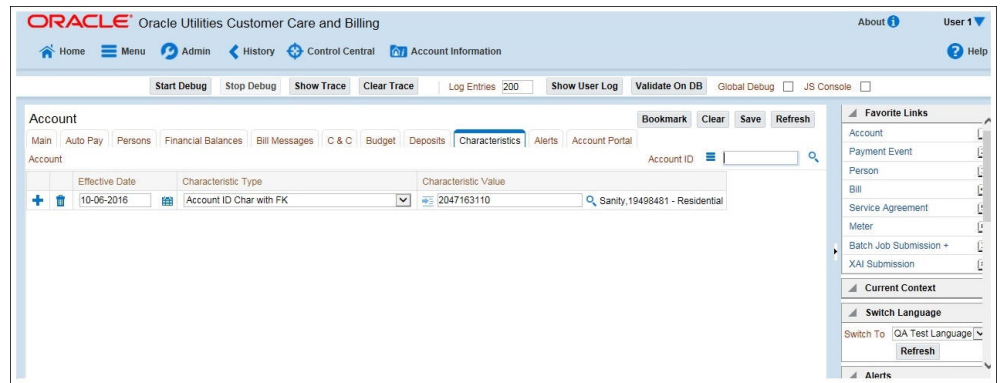 ORACLE® Oracle Utilities Customer Care and Billing
About
User 1
Home Menu Admin History Control Central Account Information
Help
Start Debug Stop Debug Show Trace Clear Trace Log Entries 200 Show User Log Validate On DB Global Debug JS Console
Account
Bookmark Clear Save Refresh
Main Auto Pay Persons Financial Balances Bill Messages C & C Budget Deposits Characteristics Alerts Account Portal
Account
Account ID
Effective Date Characteristic Type Characteristic Value
10-06-2016 Account ID Char with FK 2047163110 Sanity,19498481 - Residential
Favorite Links
Account
Payment Event
Person
Bill
Service Agreement
Meter
Batch Job Submission +
XAI Submission
Current Context
Switch Language
Switch To QA Test Language
Refresh
Alerts